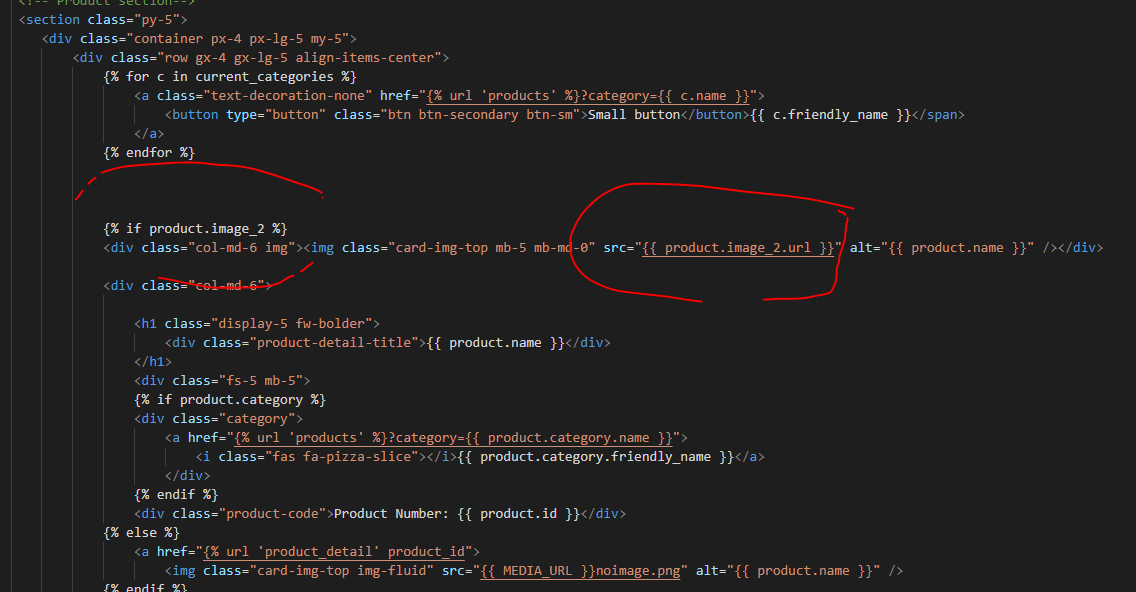 <!-- Product section-->
<section class="py-5">
<div class="container px-4 px-lg-5 my-5">
<div class="row gx-4 gx-lg-5 align-items-center">
{% for c in current_categories %}
<a class="text-decoration-none" href="{% url 'products' %}?category={{ c.name }}">
<button type="button" class="btn btn-secondary btn-sm">Small button</button>{{ c.friendly_name }}</span>
</a>
{% endfor %}
{% if product.image_2 %}
<div class="col-md-6 img"><img class="card-img-top mb-5 mb-md-0" src="{{ product.image_2.url }}" alt="{{ product.name }}" /></div>
<div class="col-md-6">
<h1 class="display-5 fw-bolder">
<div class="product-detail-title">{{ product.name }}</div>
</h1>
<div class="fs-5 mb-5">
{% if product.category %}
<div class="category">
<a href="{% url 'products' %}?category={{ product.category.name }}">
<i class="fas fa-pizza-slice"></i>{{ product.category.friendly_name }}</a>
</div>
{% endif %}
<div class="product-code">Product Number: {{ product.id }}</div>
{% else %}
<a href="{% url 'product_detail' product_id">
<img class="card-img-top img-fluid" src="{{ MEDIA_URL }}noimage.png" alt="{{ product.name }}" />
{% endif %}